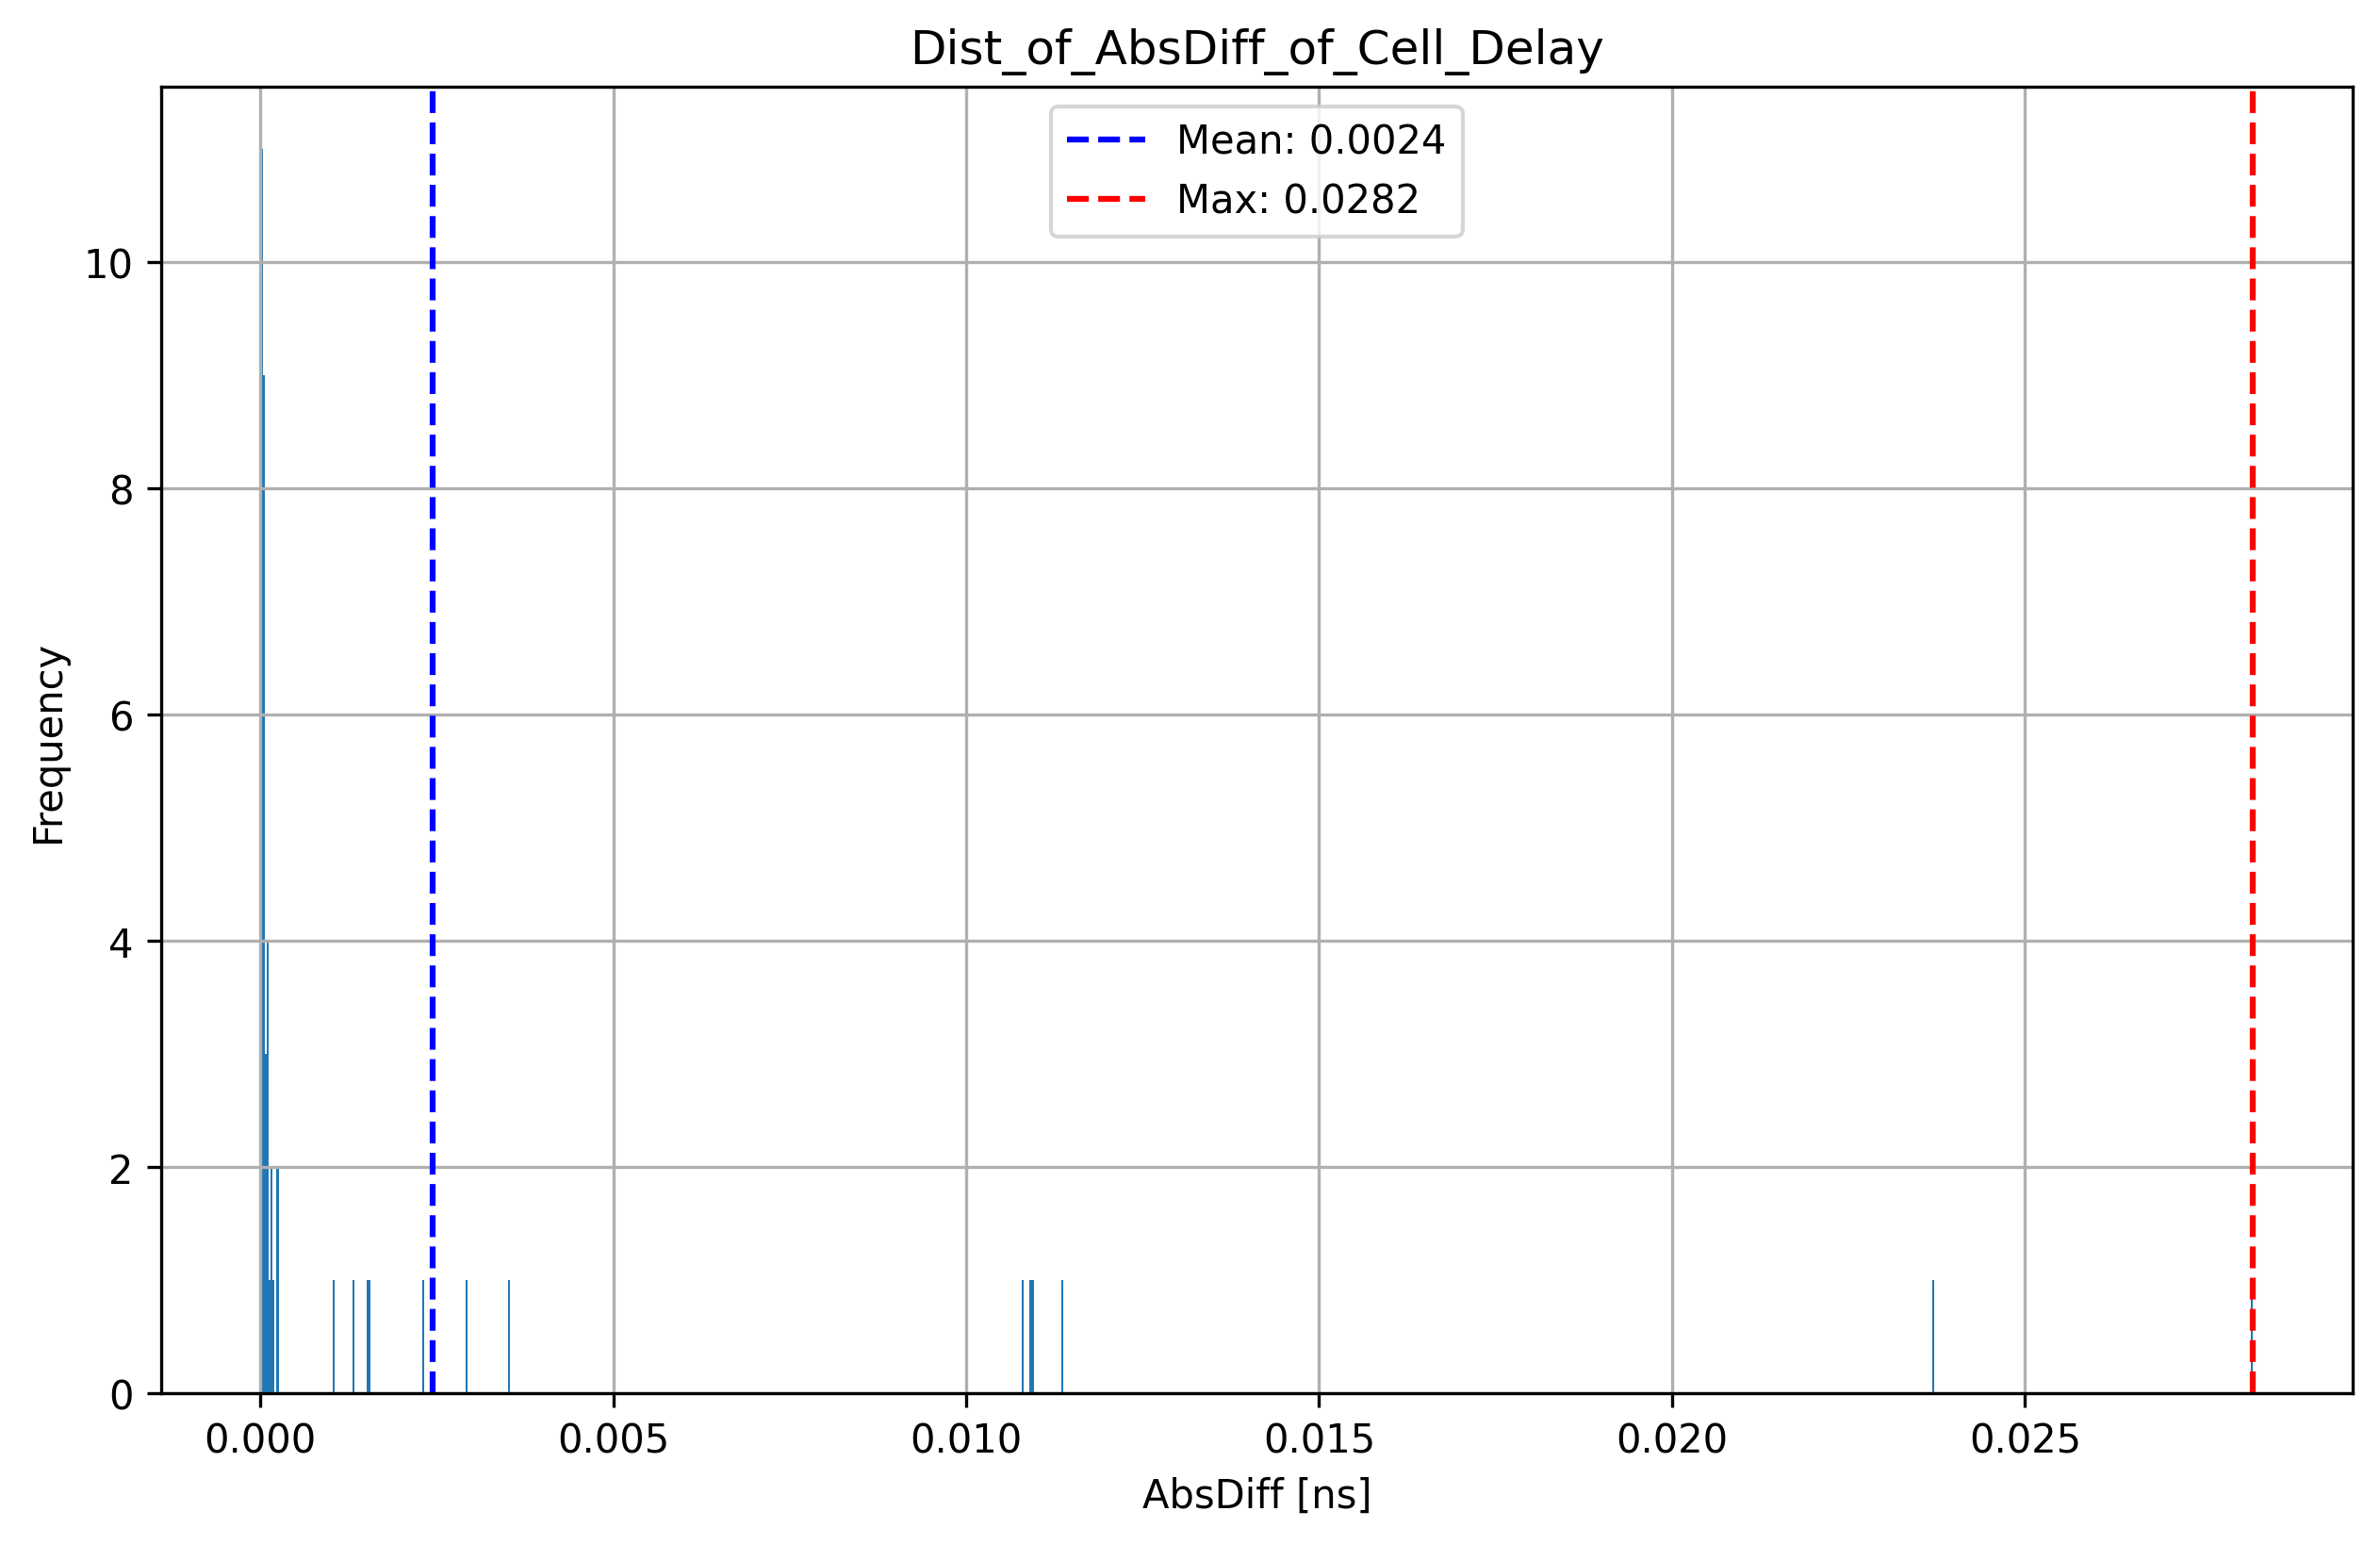 Dist_of_AbsDiff_of_Cell_Delay
Mean: 0.0024
Max: 0.0282
10
8
6
4
2
0
Frequency
0.000 0.005 0.010 0.015 0.020 0.025
AbsDiff [ns]